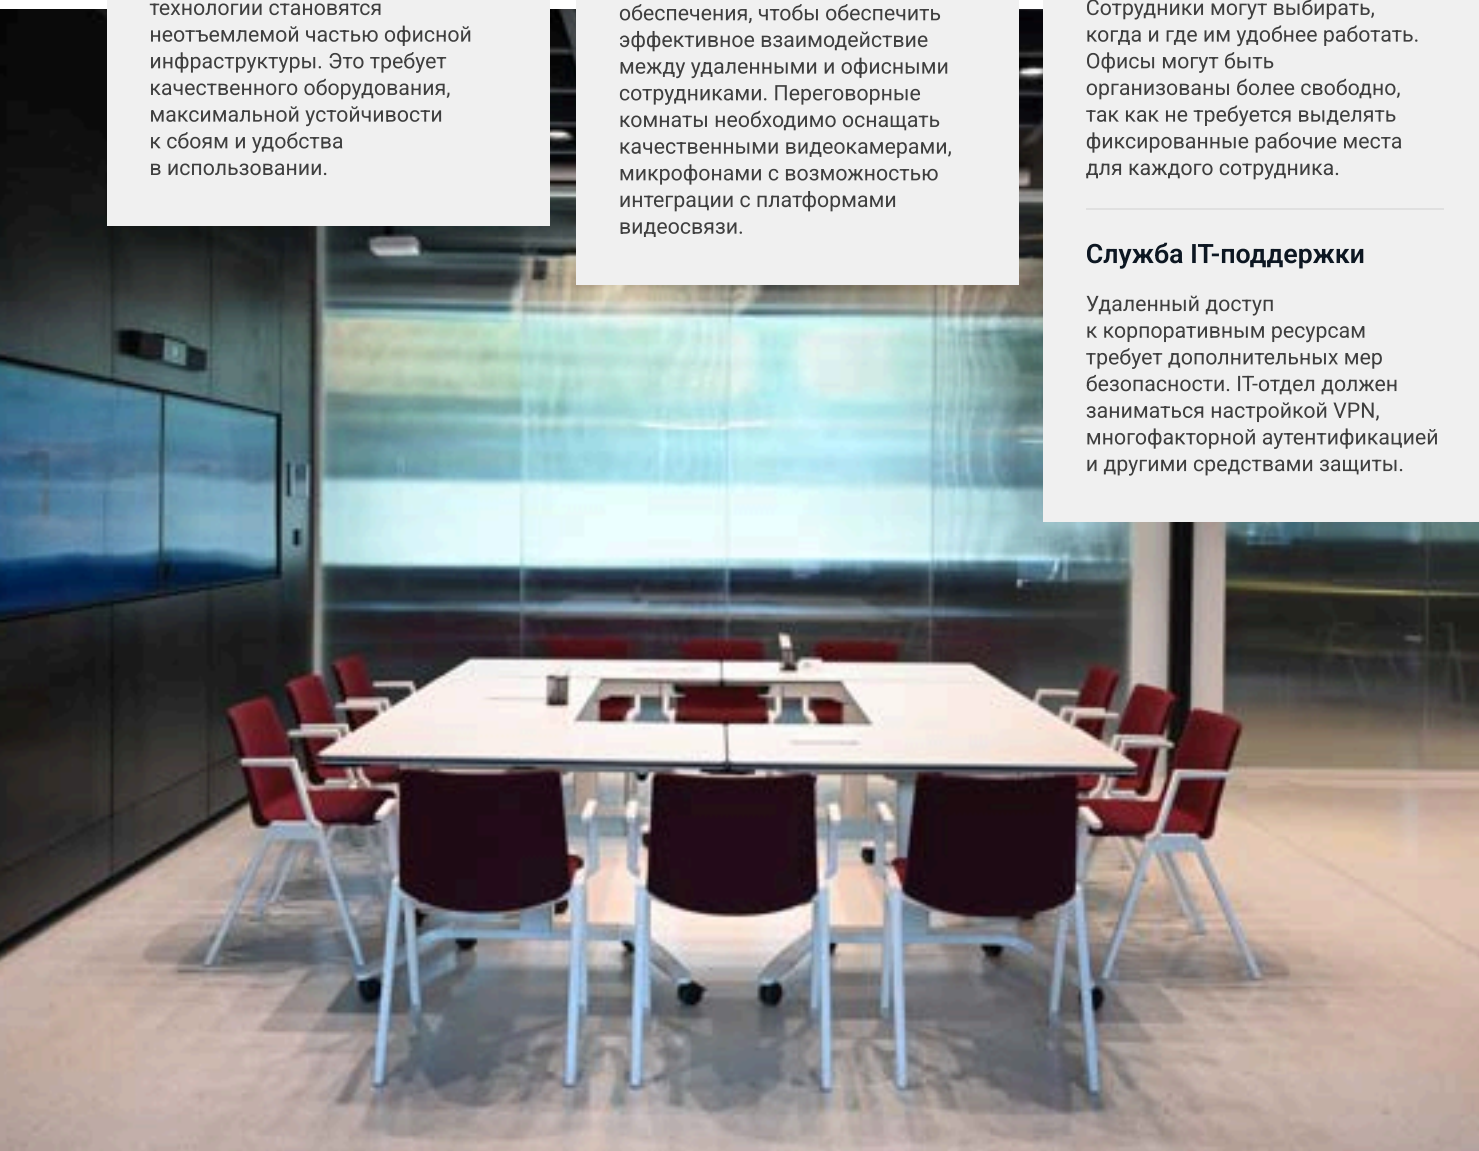 технологии становятся
неотъемлемой частью офисной
инфраструктуры. Это требует
качественного оборудования,
максимальной устойчивости
к сбоям и удобства
в использовании.
обеспечения, чтобы обеспечить
эффективное взаимодействие
между удаленными и офисными
сотрудниками. Переговорные
комнаты необходимо оснащать
качественными видеокамерами,
микрофонами с возможностью
интеграции с платформами
видеосвязи.
Сотрудники могут выбирать,
когда и где им удобнее работать.
Офисы могут быть
организованы более свободно,
так как не требуется выделять
фиксированные рабочие места
для каждого сотрудника.
Служба IT-поддержки
Удаленный доступ
к корпоративным ресурсам
требует дополнительных мер
безопасности. IT-отдел должен
заниматься настройкой VPN,
многофакторной аутентификацией
и другими средствами защиты.